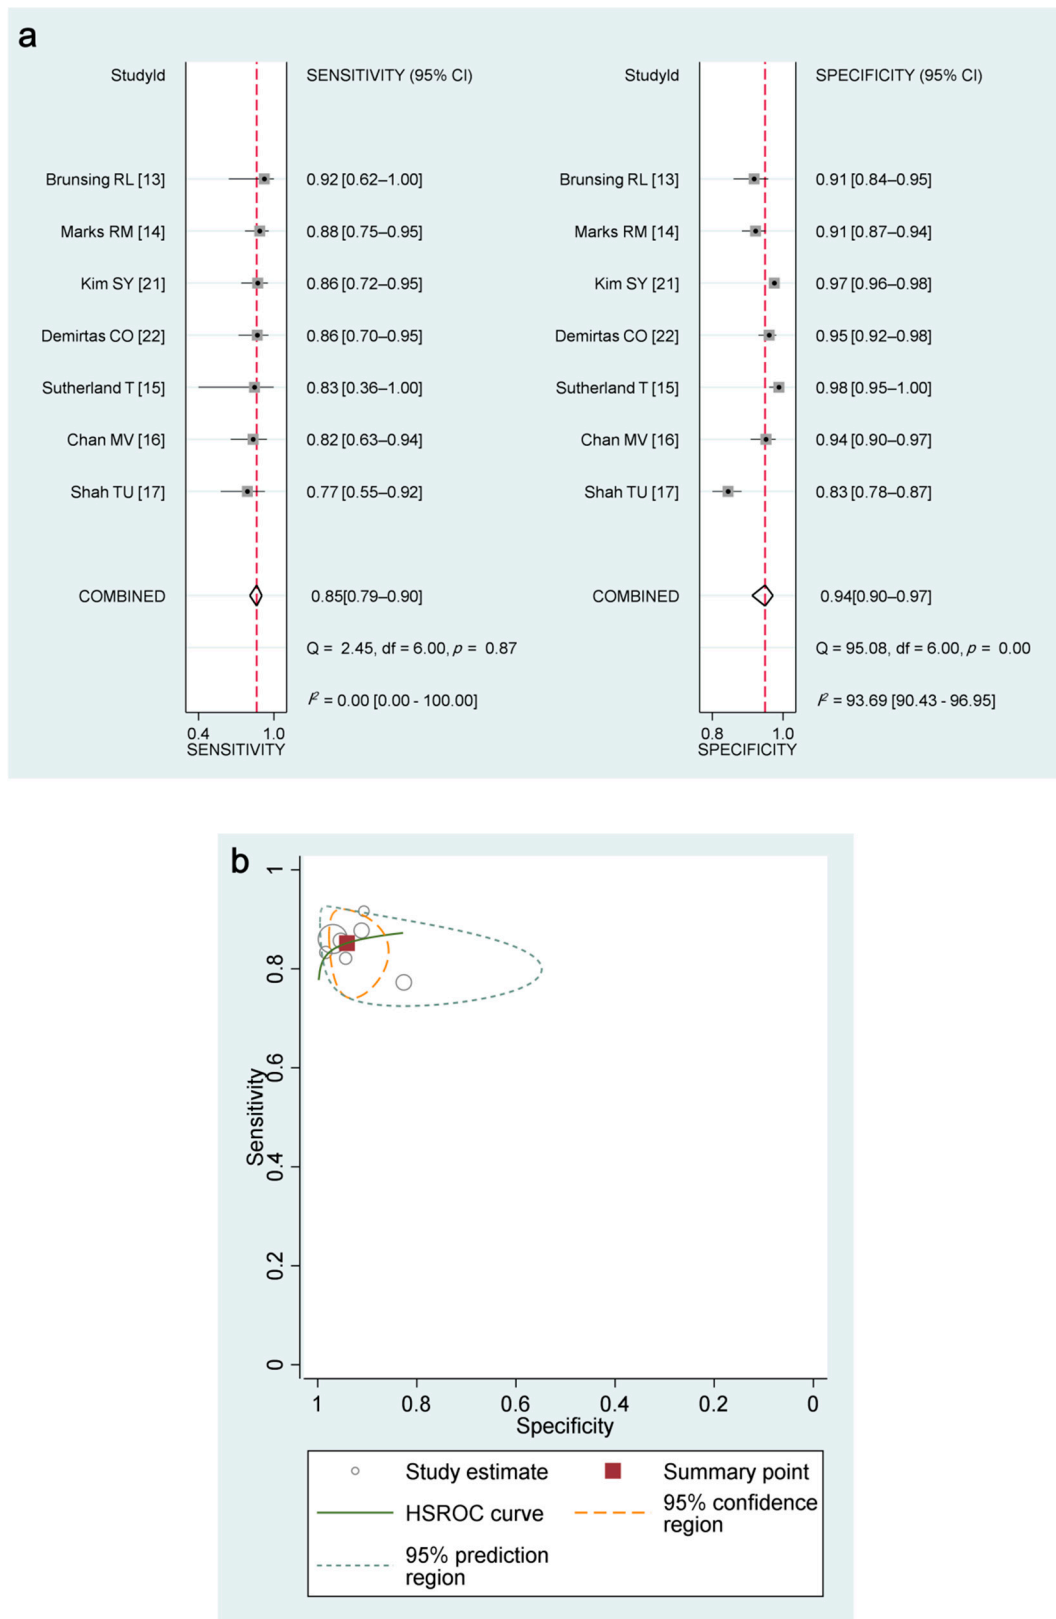 a
StudyId SENSITIVITY (95% CI) StudyId SPECIFICITY (95% CI)
Brunsing RL [13] 0.92 [0.62–1.00] Brunsing RL [13] 0.91 [0.84–0.95]
Marks RM [14] 0.88 [0.75–0.95] Marks RM [14] 0.91 [0.87–0.94]
Kim SY [21] 0.86 [0.72–0.95] Kim SY [21] 0.97 [0.96–0.98]
Demirtas CO [22] 0.86 [0.70–0.95] Demirtas CO [22] 0.95 [0.92–0.98]
Sutherland T [15] 0.83 [0.36–1.00] Sutherland T [15] 0.98 [0.95–1.00]
Chan MV [16] 0.82 [0.63–0.94] Chan MV [16] 0.94 [0.90–0.97]
Shah TU [17] 0.77 [0.55–0.92] Shah TU [17] 0.83 [0.78–0.87]
COMBINED 0.85[0.79–0.90] COMBINED 0.94[0.90–0.97]
Q = 2.45, df = 6.00, p = 0.87 Q = 95.08, df = 6.00, p = 0.00
I² = 0.00 [0.00 - 100.00] I² = 93.69 [90.43 - 96.95]
0.4 1.0 0.8 1.0
SENSITIVITY SPECIFICITY
b
1
0.8
0.6
Sensitivity
0.4
0.2
0
1 0.8 0.6 0.4 0.2 0
Specificity
Study estimate Summary point
HSROC curve 95% confidence
region
95% prediction
region